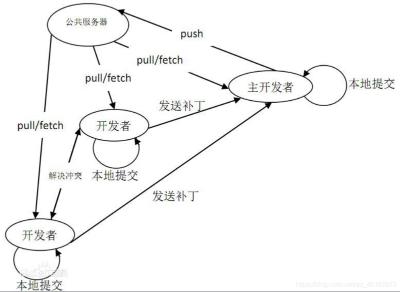 公共服务器
push
pull/fetch
pull/fetch
主开发者
本地提交
发送补丁
pull/fetch
开发者
解决冲突
本地提交
发送补丁
开发者
本地提交